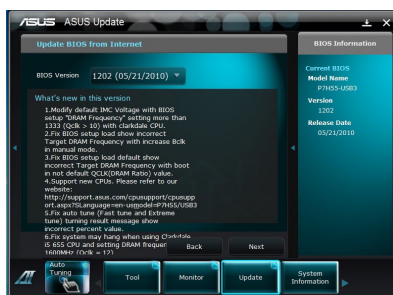 ASUS ASUS Update
Update BIOS from Internet
BIOS Version 1202 (05/21/2010)
What's new in this version
1.Modify default IMC Voltage with BIOS
setup "DRAM Frequency" setting more than
1333 (Qclk > 10) with clarkdale CPU.
2.Fix BIOS setup load show incorrect
Target DRAM Frequency with increase Bclk
in manual mode.
3.Fix BIOS setup load default show
incorrect Target DRAM Frequency with boot
in not default QCLK(DRAM Ratio) value.
4.Support new CPUs. Please refer to our
website:
http://support.asus.com/cpusupport/cpusupp
ort.aspx?SLanguage=en-us&model=P7H55/USB3
5.Fix auto tune (Fast tune and Extreme
tune) turning result message show
incorrect percent value.
6.Fix system may hang when using Clarkdale
i5 655 CPU and setting DRAM frequen
1600MHz (Qclk = 12)
Back
Next
BIOS Information
Current BIOS
Model Name
P7H55-USB3
Version
1202
Release Date
05/21/2010
Auto
Tuning
Tool
Monitor
Update
System
Information